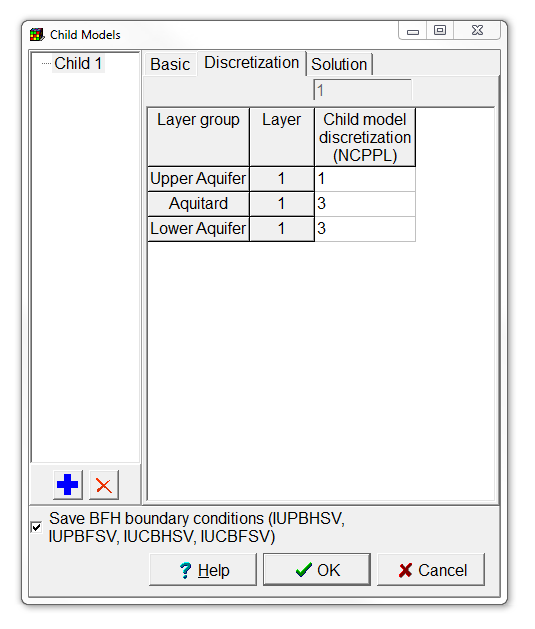 Child Models
Child 1
Basic Discretization Solution
1
Layer group Layer Child model
discretization
(NCPPL)
Upper Aquifer 1 1
Aquitard 1 3
Lower Aquifer 1 3
Save BFH boundary conditions (IUPBHSV,
IUPBFSV, IUCBHSV, IUCBFSV)
? Help OK Cancel